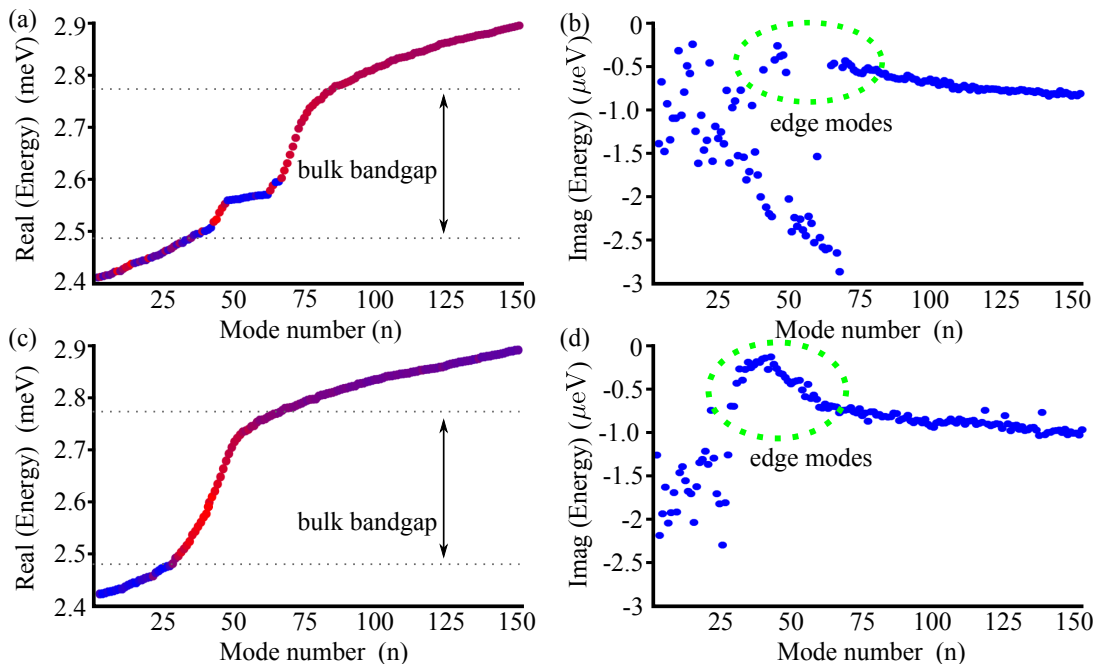 (a)
Real (Energy) (meV)
2.9
2.8
2.7
2.6
2.5
2.4
bulk bandgap
25 50 75 100 125 150
Mode number (n)
(b)
Imag (Energy) (μeV)
0
-0.5
-1.0
-1.5
-2
-2.5
-3
edge modes
25 50 75 100 125 150
Mode number (n)
(c)
Real (Energy) (meV)
2.9
2.8
2.7
2.6
2.5
2.4
bulk bandgap
25 50 75 100 125 150
Mode number (n)
(d)
Imag (Energy) (μeV)
0
-0.5
-1.0
-1.5
-2
-2.5
-3
edge modes
25 50 75 100 125 150
Mode number (n)